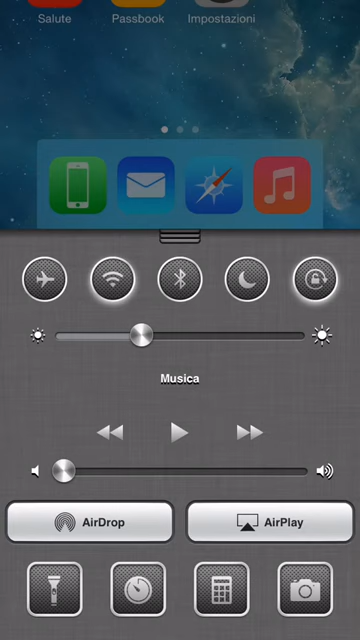 Salute
Passbook
Impostazioni
Musica
AirDrop
AirPlay